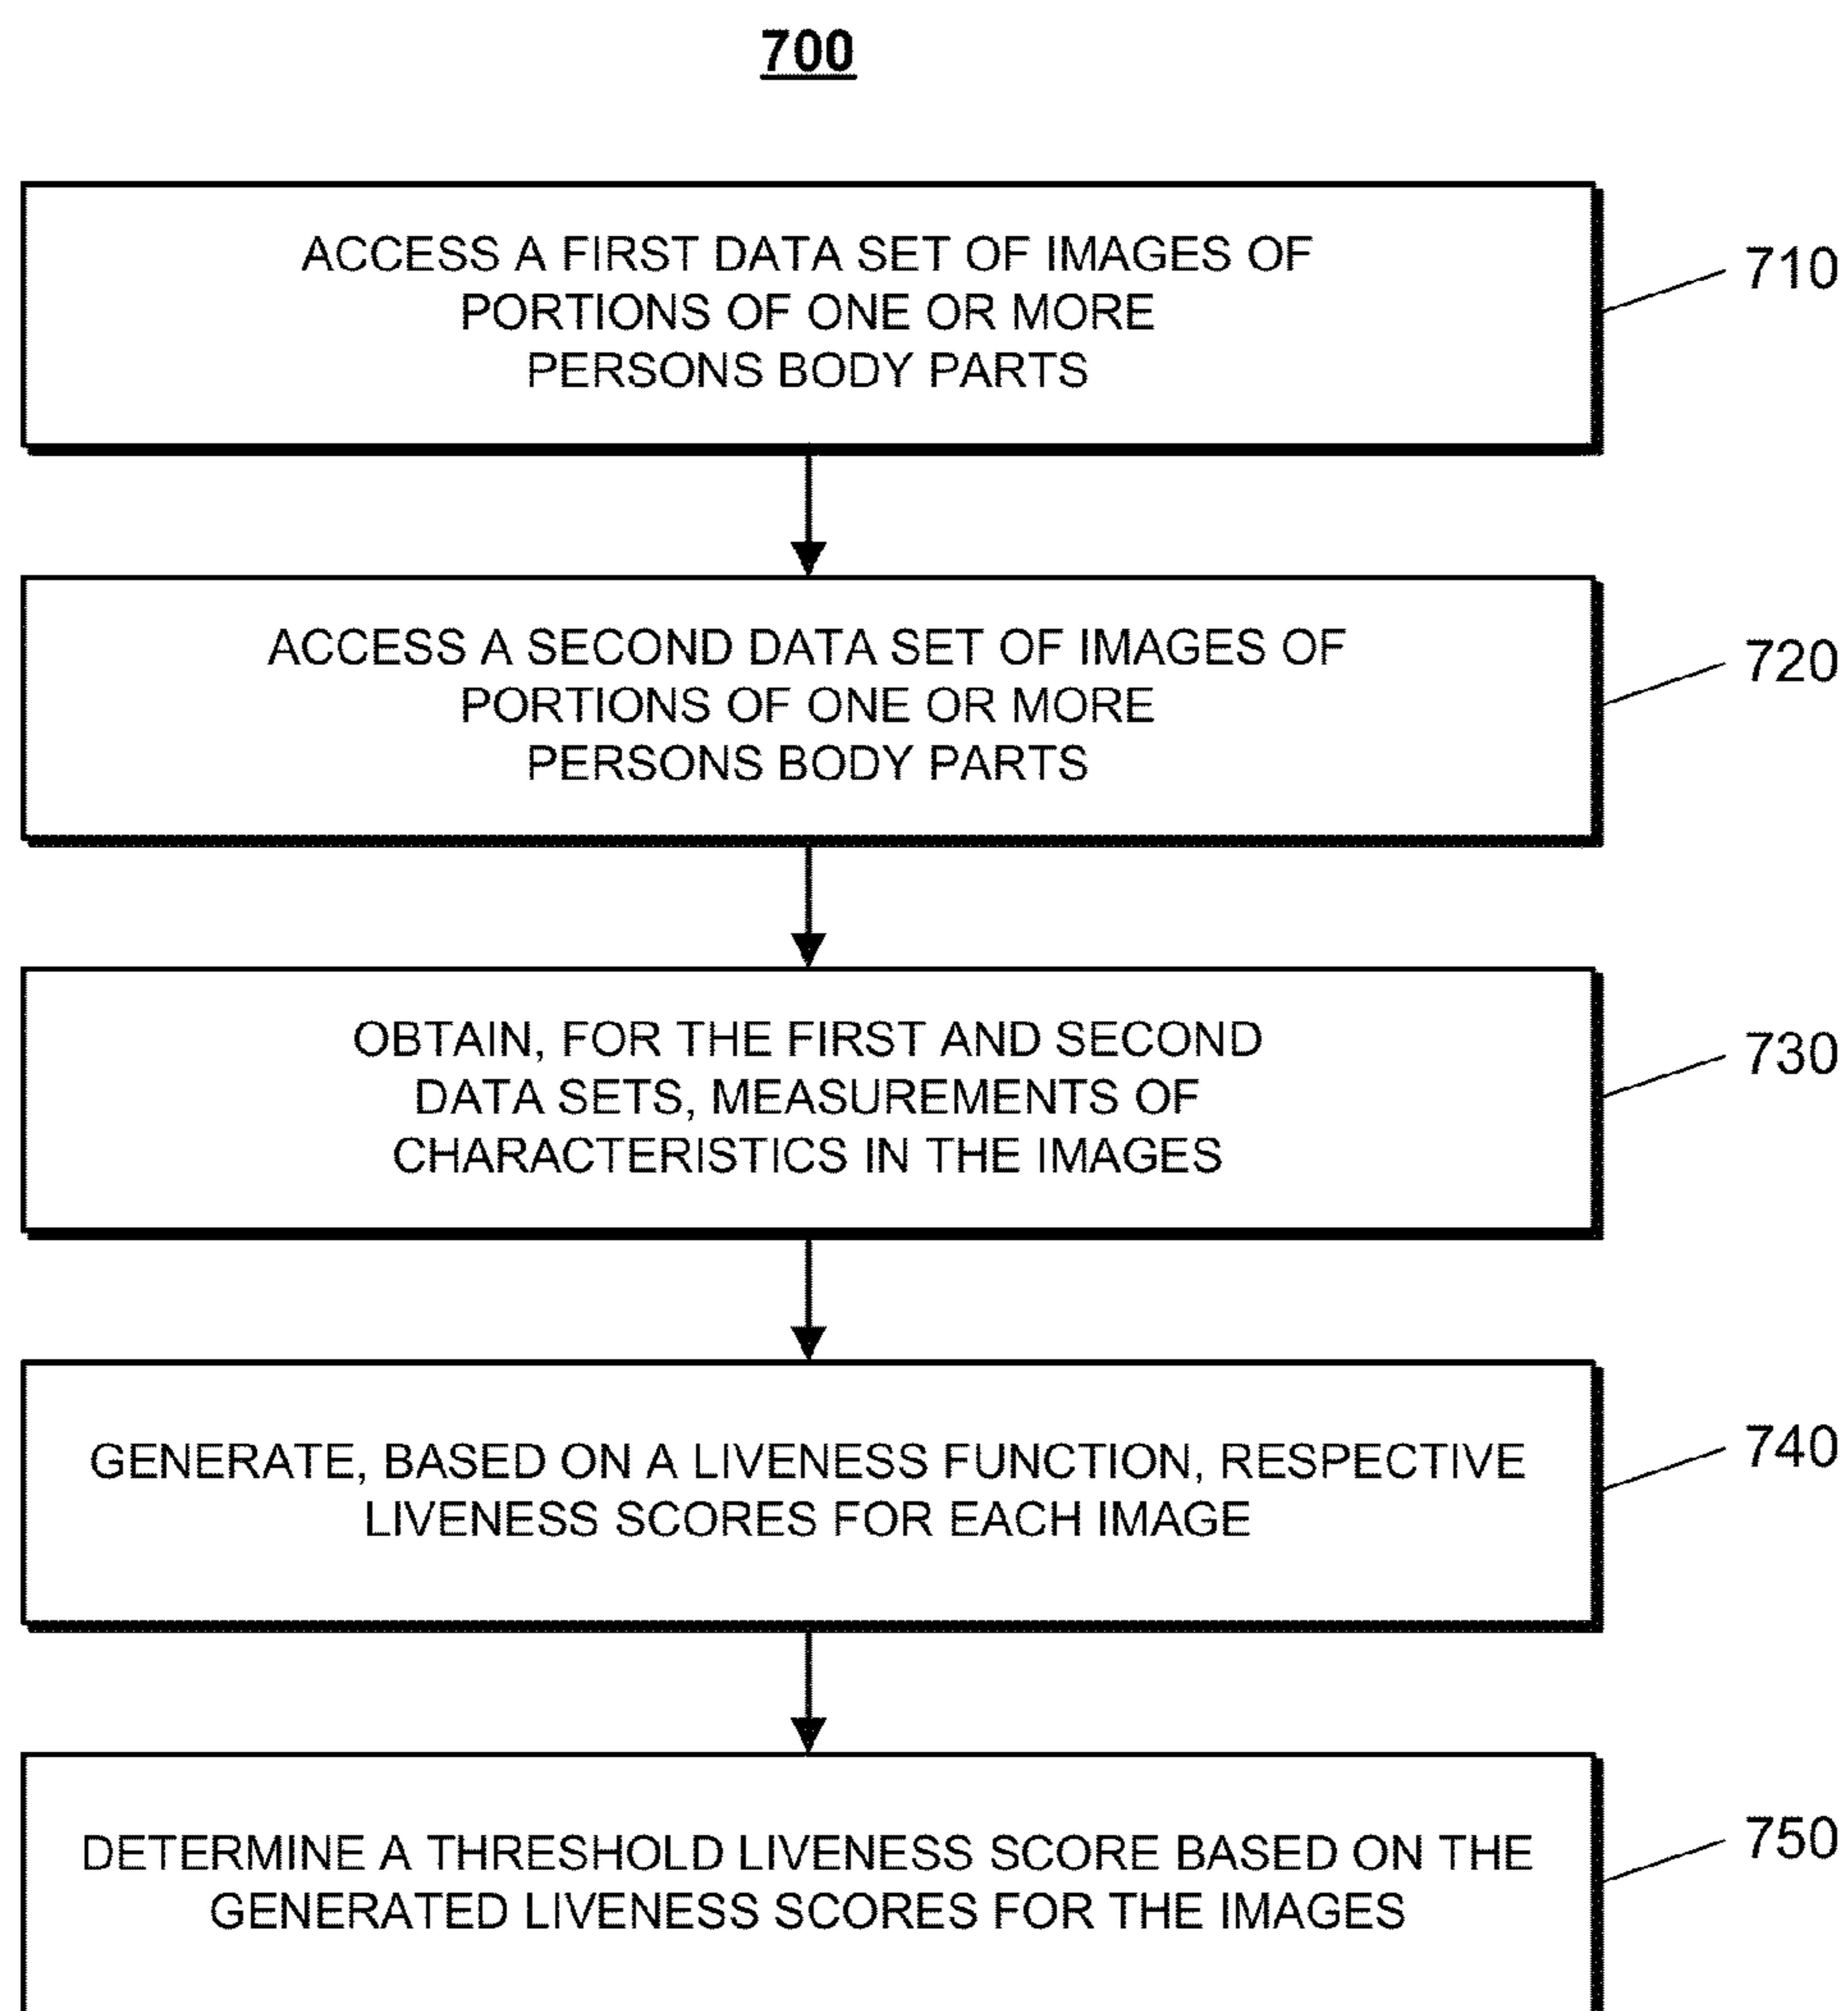 700
ACCESS A FIRST DATA SET OF IMAGES OF
PORTIONS OF ONE OR MORE
PERSONS BODY PARTS
710
ACCESS A SECOND DATA SET OF IMAGES OF
PORTIONS OF ONE OR MORE
PERSONS BODY PARTS
720
OBTAIN, FOR THE FIRST AND SECOND
DATA SETS, MEASUREMENTS OF
CHARACTERISTICS IN THE IMAGES
730
GENERATE, BASED ON A LIVENESS FUNCTION, RESPECTIVE
LIVENESS SCORES FOR EACH IMAGE
740
DETERMINE A THRESHOLD LIVENESS SCORE BASED ON THE
GENERATED LIVENESS SCORES FOR THE IMAGES
750